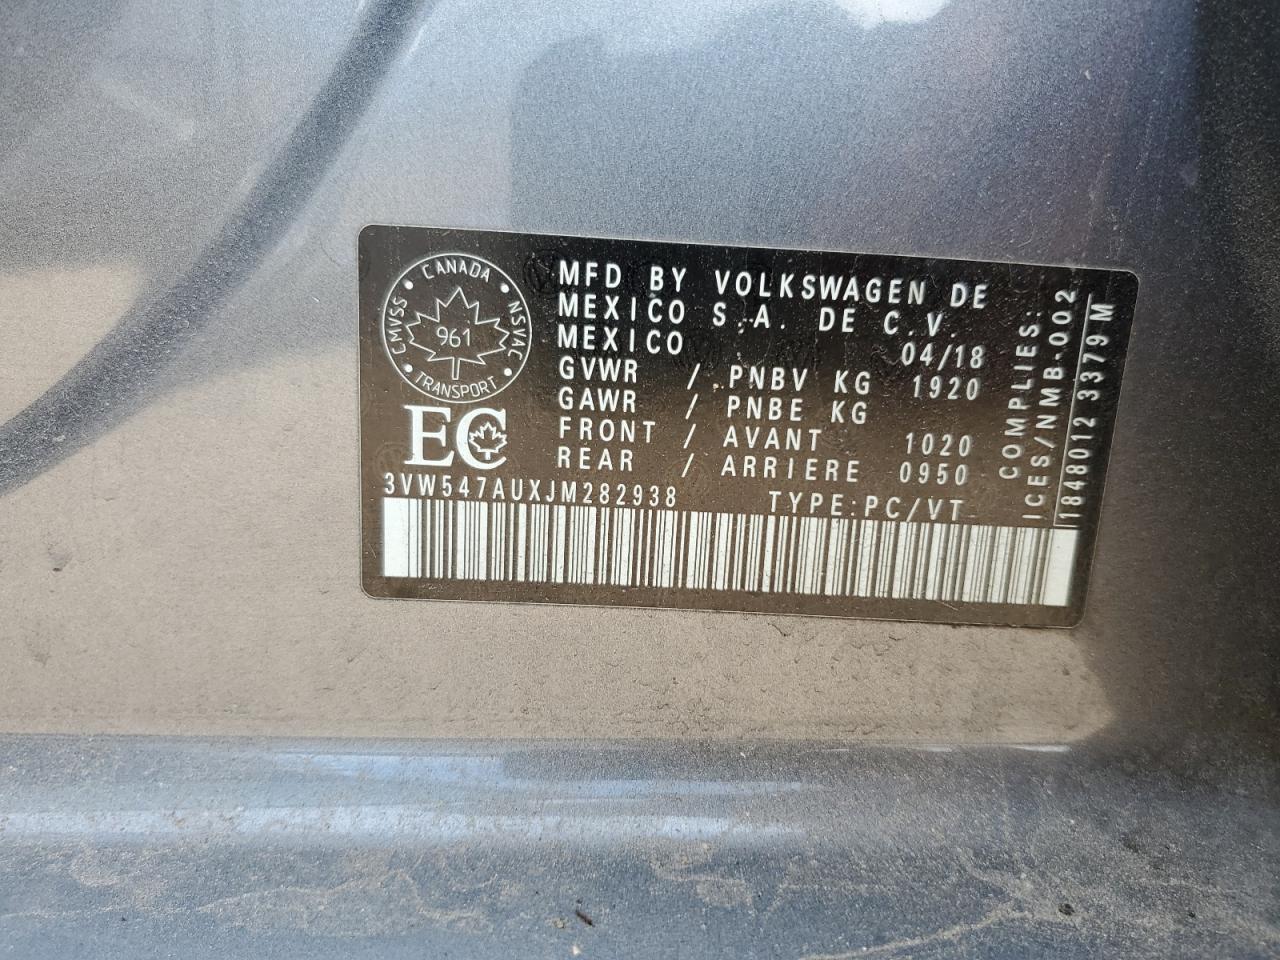 CANADA
CMVSS
NSVAC
961
TRANSPORT
EC
MFD BY VOLKSWAGEN DE
MEXICO S.A. DE C.V.
MEXICO 04/18
GVWR / PNBV KG 1920
GAWR / PNBE KG
FRONT / AVANT 1020
REAR / ARRIERE 0950
3VW547AUXJM282938 TYPE:PC/VT
COMPLIES:
ICES/NMB-002
1848012 3379 M